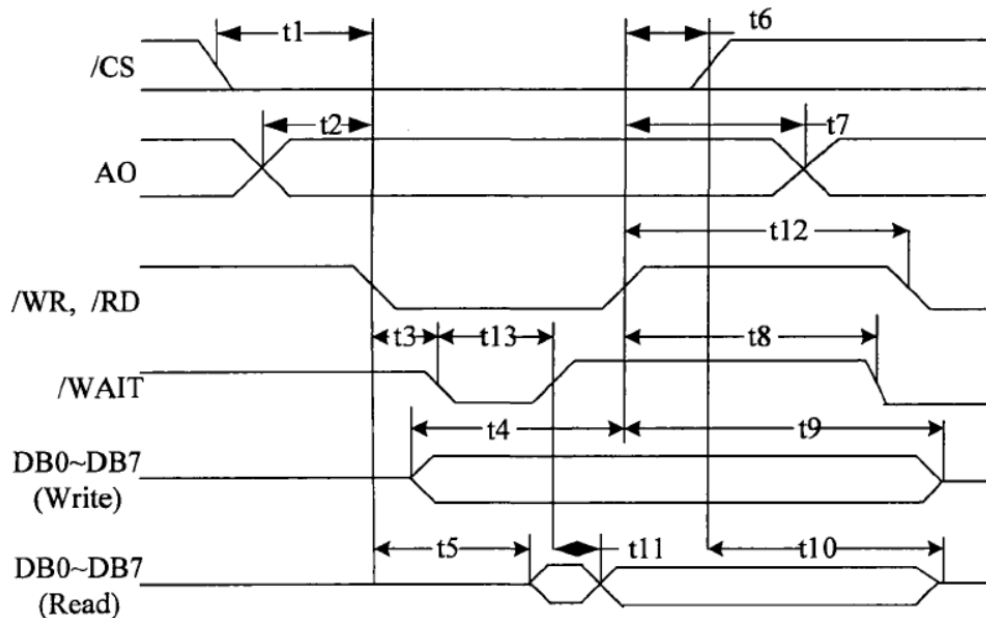 t1
t6
/CS
t2
t7
AO
t12
/WR, /RD
t3
t13
t8
/WAIT
t4
t9
DB0~DB7
(Write)
t5
t11
t10
DB0~DB7
(Read)